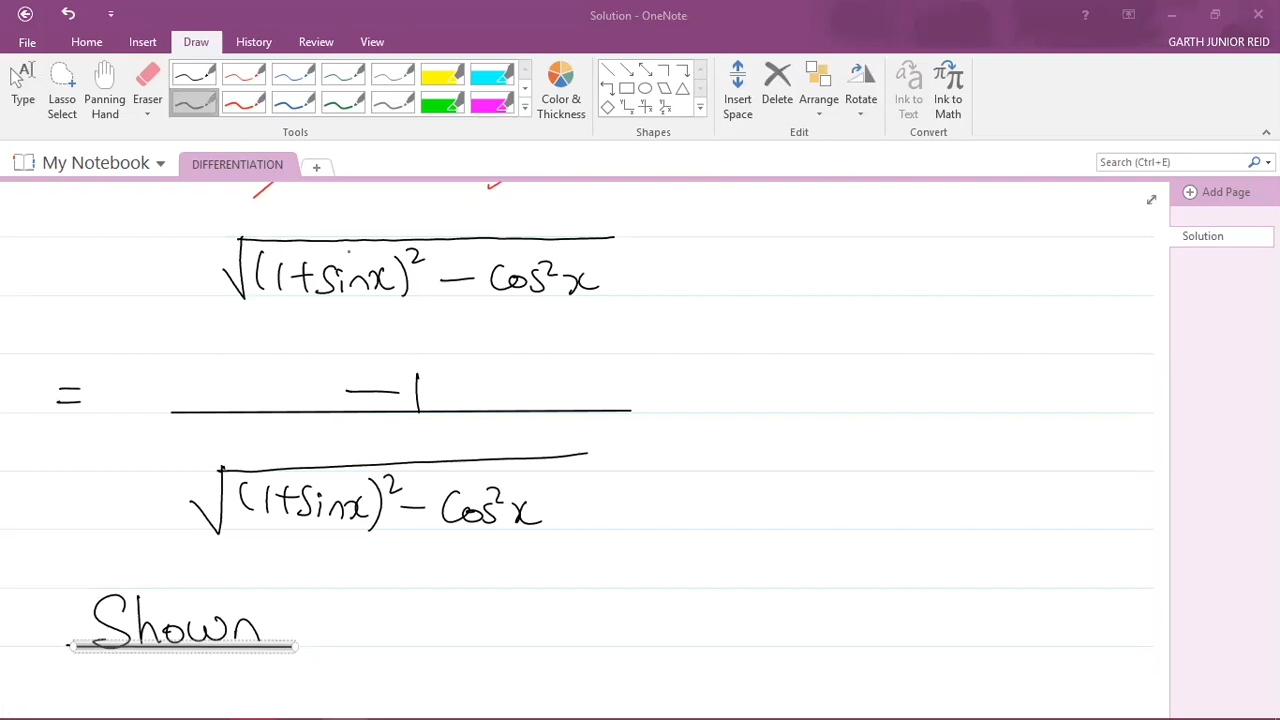 Solution - OneNote
?
File
Home
Insert
Draw
History
Review
View
GARTH JUNIOR REID
Type
Lasso Select
Panning Hand
Eraser
Color & Thickness
Insert Space
Delete
Arrange
Rotate
Ink to Text
Ink to Math
Tools
Shapes
Edit
Convert
My Notebook
DIFFERENTIATION
+
Search (Ctrl+E)
Add Page
Solution
√((1+sinx)² − cos²x)
= −1
√((1+sinx)² − cos²x)
Shown